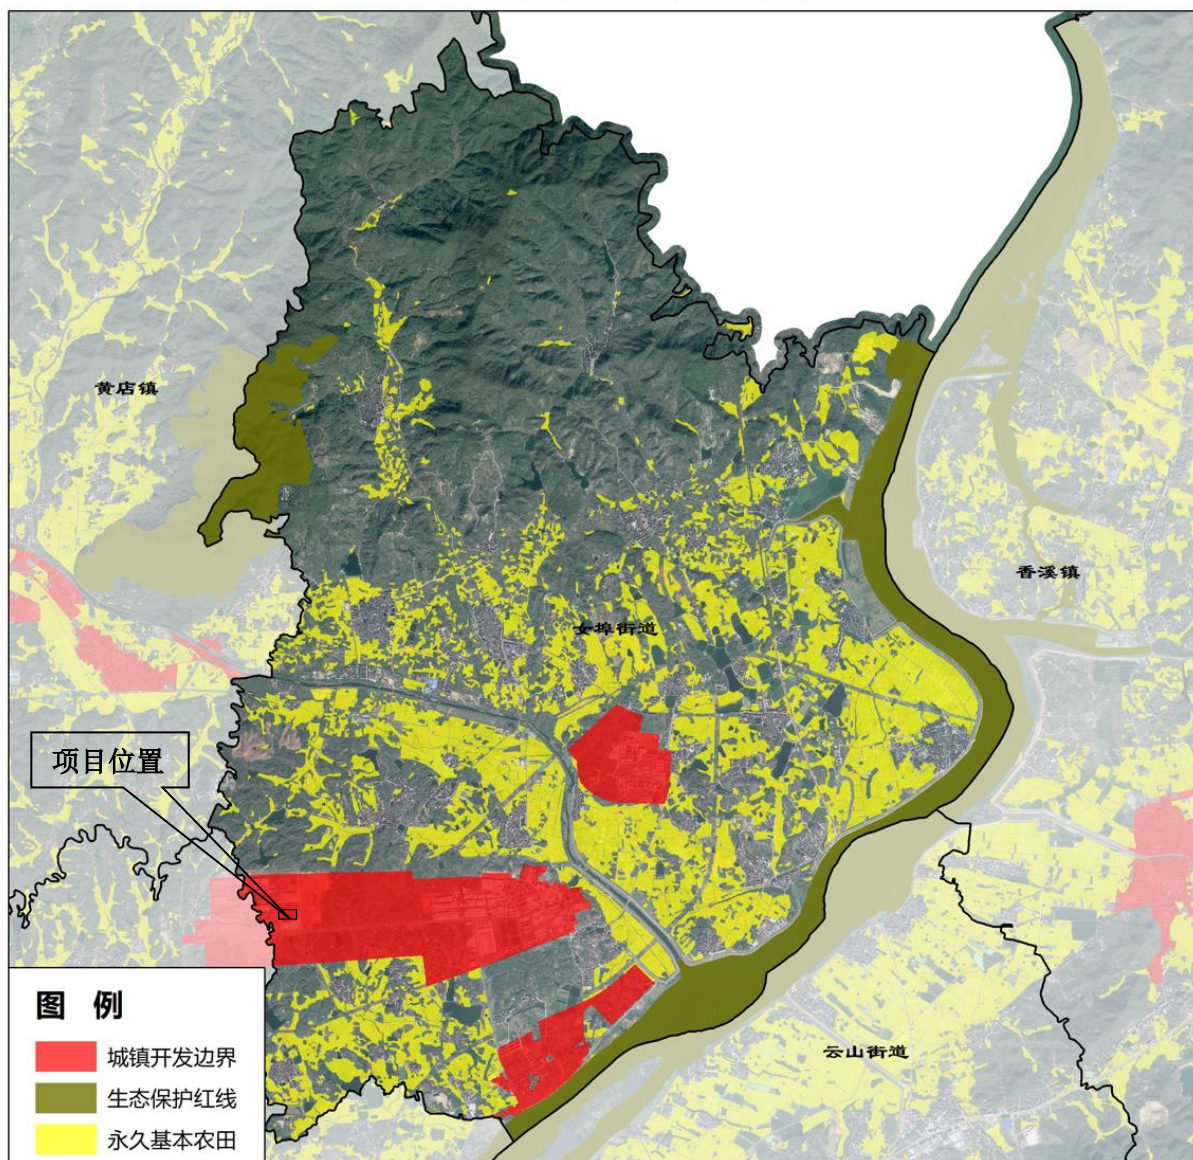 黄店镇
香溪镇
女埠街道
项目位置
云山街道
图 例
城镇开发边界
生态保护红线
永久基本农田